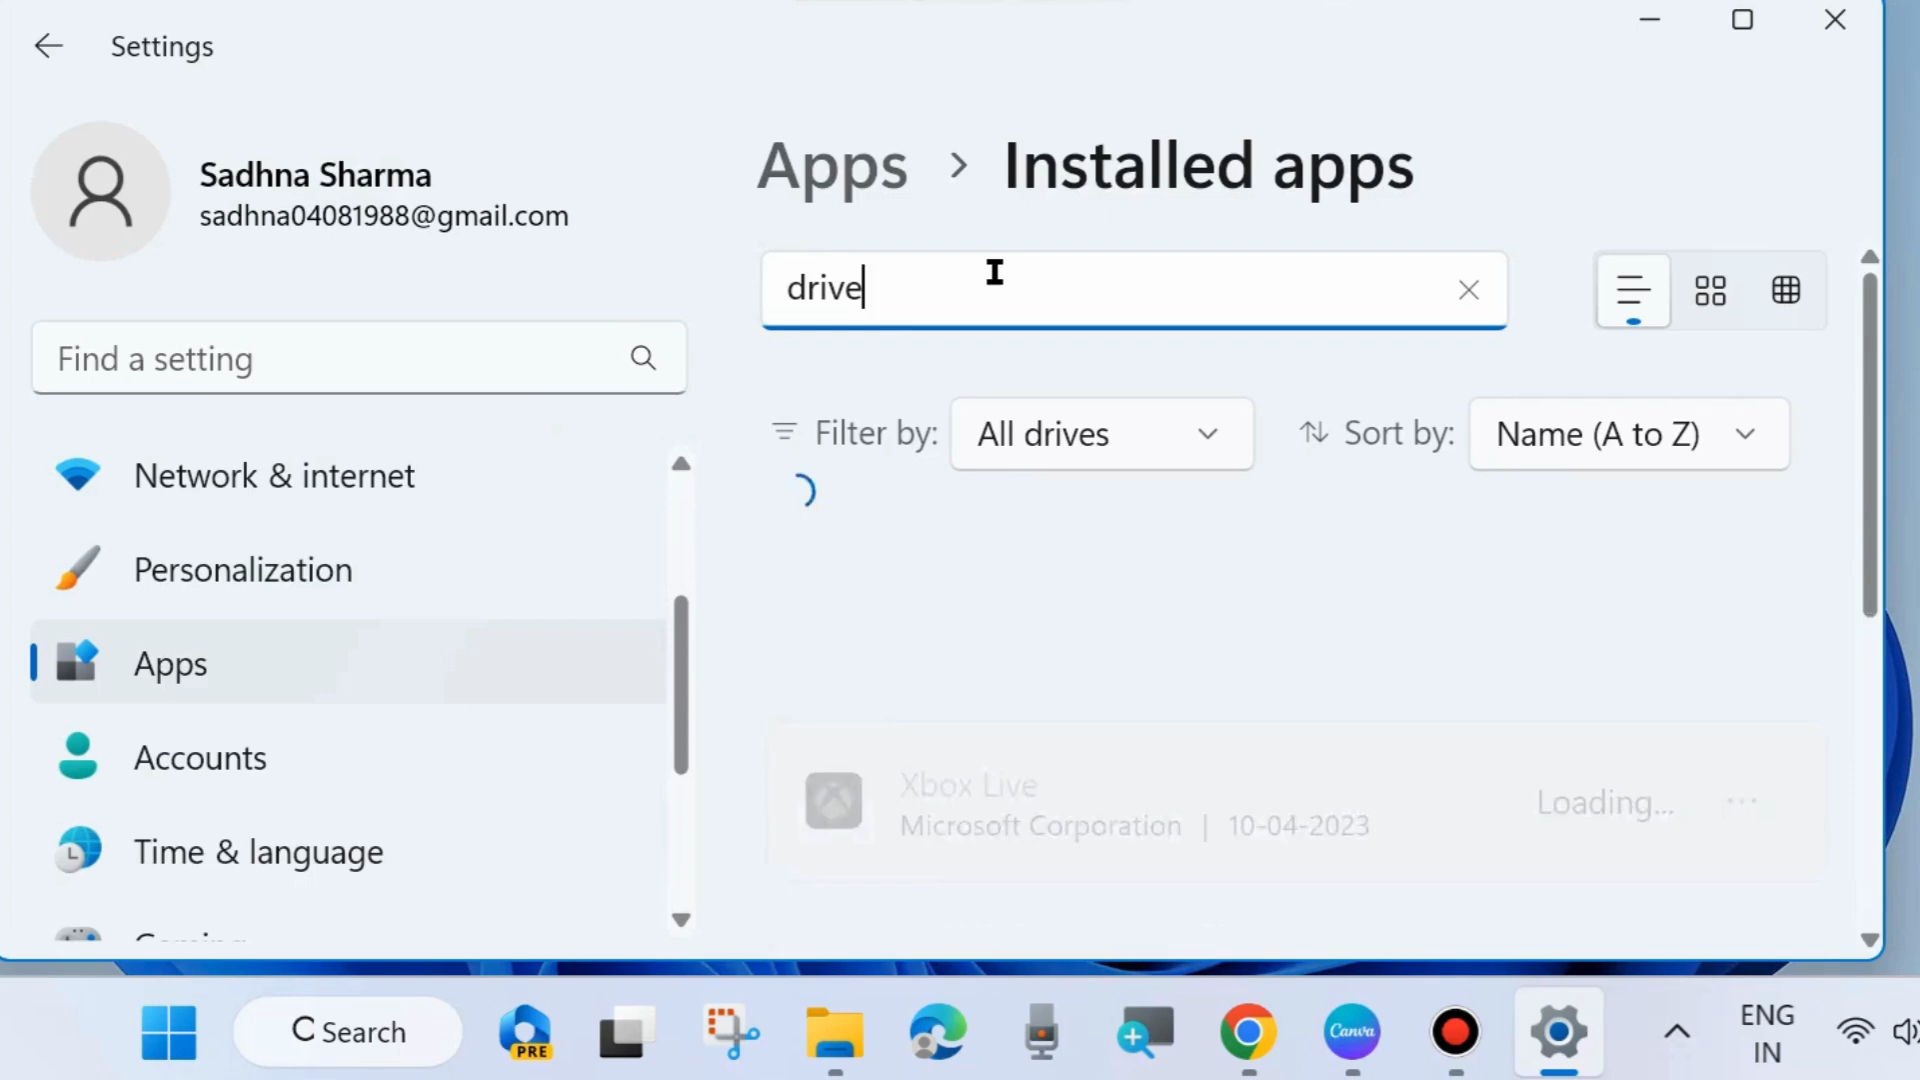 Settings
Sadhna Sharma
sadhna04081988@gmail.com
Find a setting
Network & internet
Personalization
Apps
Accounts
Time & language
Apps > Installed apps
drive
Filter by: All drives
Sort by: Name (A to Z)
Xbox Live
Microsoft Corporation | 10-04-2023
Loading...
Search
PRE
Canva
ENG
IN